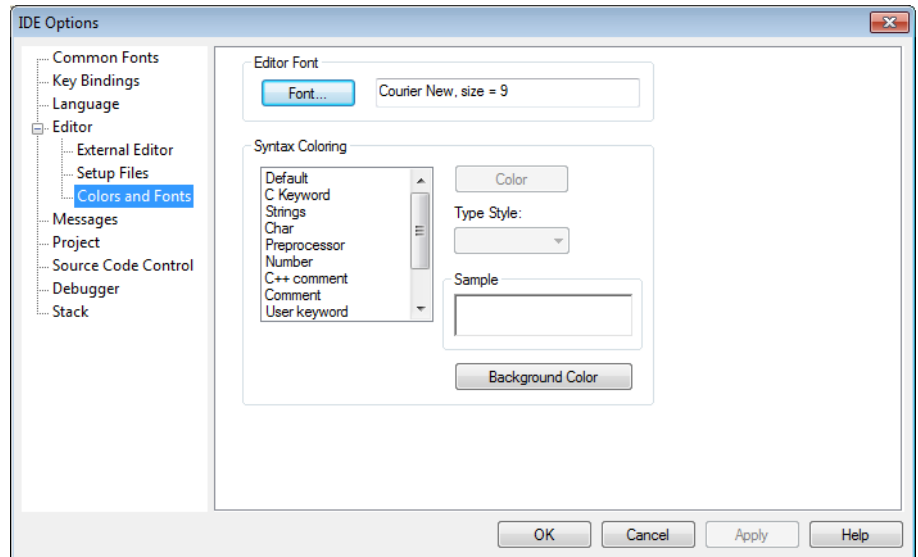 IDE Options
Common Fonts
Key Bindings
Language
Editor
External Editor
Setup Files
Colors and Fonts
Messages
Project
Source Code Control
Debugger
Stack
Editor Font
Font...
Courier New, size = 9
Syntax Coloring
Default
C Keyword
Strings
Char
Preprocessor
Number
C++ comment
Comment
User keyword
Color
Type Style:
Sample
Background Color
OK
Cancel
Apply
Help